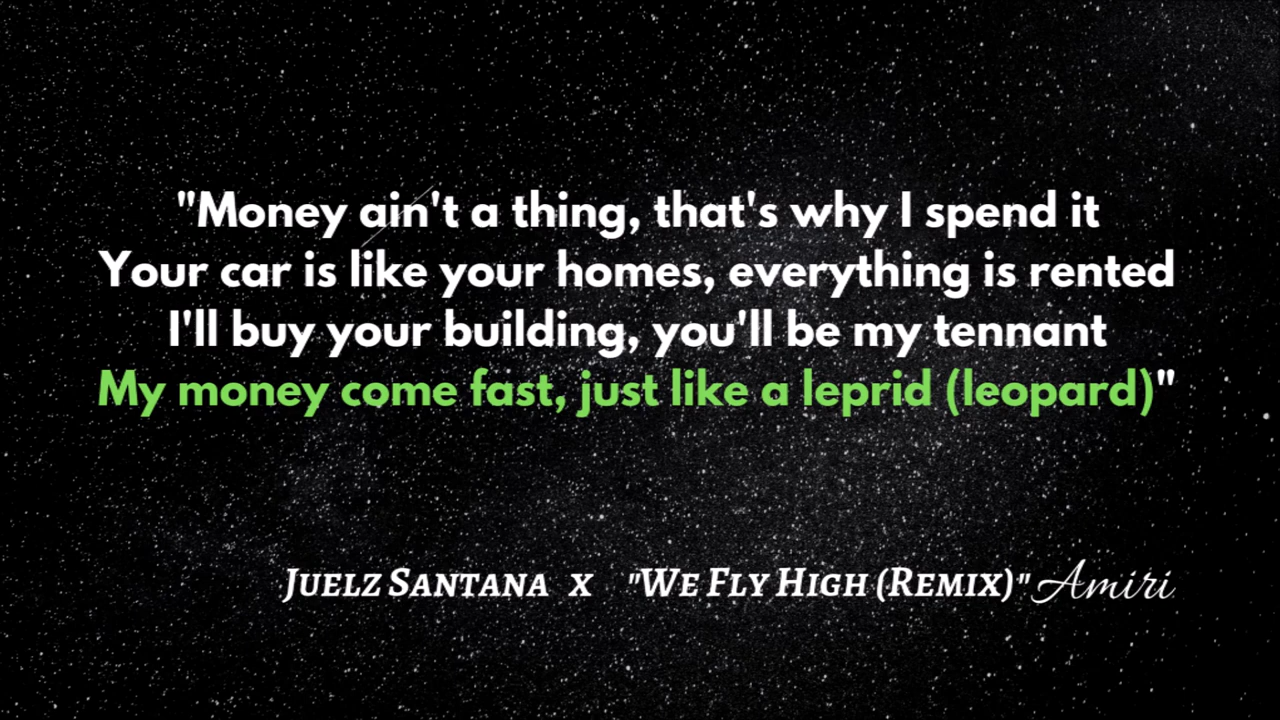 "Money ain't a thing, that's why I spend it
Your car is like your homes, everything is rented
I'll buy your building, you'll be my tennant
My money come fast, just like a leprid (leopard)"
Juelz Santana x "We Fly High (Remix)" Amiri